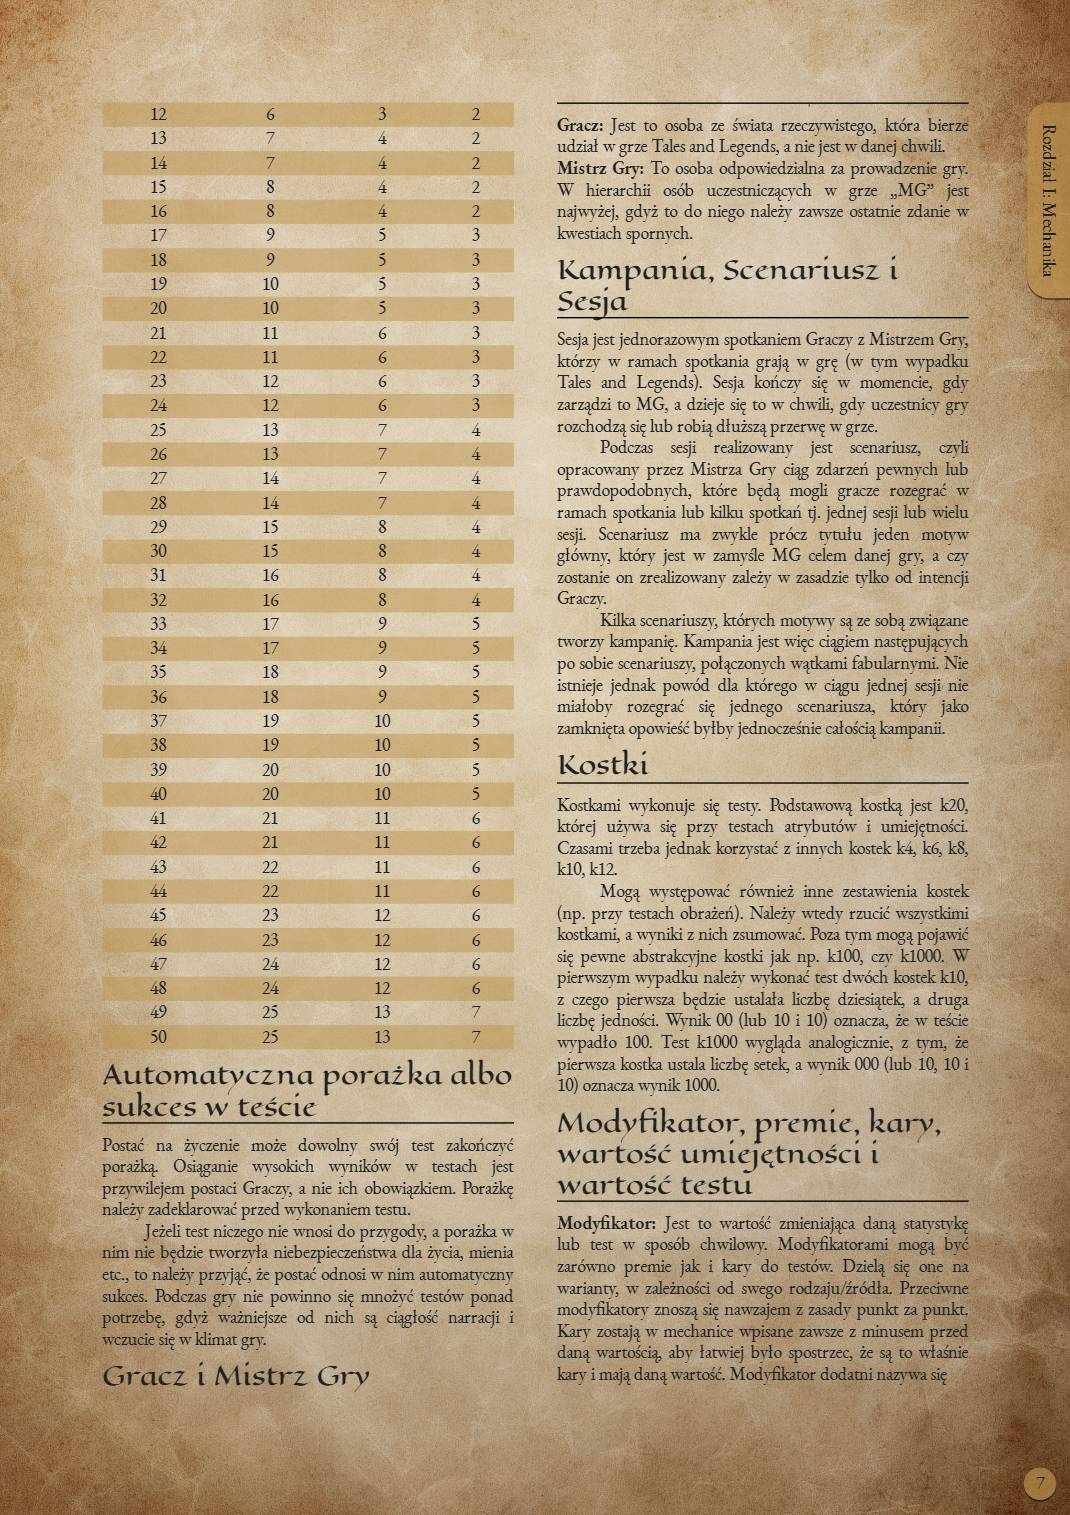 12 6 3 2
13 7 4 2
14 7 4 2
15 8 4 2
16 8 4 2
17 9 5 3
18 9 5 3
19 10 5 3
20 10 5 3
21 11 6 3
22 11 6 3
23 12 6 3
24 12 6 3
25 13 7 4
26 13 7 4
27 14 7 4
28 14 7 4
29 15 8 4
30 15 8 4
31 16 8 4
32 16 8 4
33 17 9 5
34 17 9 5
35 18 9 5
36 18 9 5
37 19 10 5
38 19 10 5
39 20 10 5
40 20 10 5
41 21 11 6
42 21 11 6
43 22 11 6
44 22 11 6
45 23 12 6
46 23 12 6
47 24 12 6
48 24 12 6
49 25 13 7
50 25 13 7
Automatyczna porażka albo
sukces w teście
Postać na życzenie może dowolny swój test zakończyć
porażką. Osiąganie wysokich wyników w testach jest
przywilejem postaci Graczy, a nie ich obowiązkiem. Porażkę
należy zadeklarować przed wykonaniem testu.
Jeżeli test niczego nie wnosi do przygody, a porażka w
nim nie będzie tworzyła niebezpieczeństwa dla życia, mienia
etc., to należy przyjąć, że postać odnosi w nim automatyczny
sukces. Podczas gry nie powinno się mnożyć testów ponad
potrzebę, gdyż ważniejsze od nich są ciągłość narracji i
wczucie się w klimat gry.
Gracz i Mistrz Gry
Gracz: Jest to osoba ze świata rzeczywistego, która bierze
udział w grze Tales and Legends, a nie jest w danej chwili.
Mistrz Gry: To osoba odpowiedzialna za prowadzenie gry.
W hierarchii osób uczestniczących w grze „MG” jest
najwyżej, gdyż to do niego należy zawsze ostatnie zdanie w
kwestiach spornych.
Kampania, Scenariusz i
Sesja
Sesja jest jednorazowym spotkaniem Graczy z Mistrzem Gry,
którzy w ramach spotkania grają w grę (w tym wypadku
Tales and Legends). Sesja kończy się w momencie, gdy
zarządzi to MG, a dzieje się to w chwili, gdy uczestnicy gry
rozchodzą się lub robią dłuższą przerwę w grze.
Podczas sesji realizowany jest scenariusz, czyli
opracowany przez Mistrza Gry ciąg zdarzeń pewnych lub
prawdopodobnych, które będą mogli gracze rozegrać w
ramach spotkania lub kilku spotkań tj. jednej sesji lub wielu
sesji. Scenariusz ma zwykle prócz tytułu jeden motyw
główny, który jest w zamyśle MG celem danej gry, a czy
zostanie on zrealizowany zależy w zasadzie tylko od intencji
Graczy.
Kilka scenariuszy, których motywy są ze sobą związane
tworzy kampanię. Kampania jest więc ciągiem następujących
po sobie scenariuszy, połączonych wątkami fabularnymi. Nie
istnieje jednak powód dla którego w ciągu jednej sesji nie
miałoby rozegrać się jednego scenariusza, który jako
zamknięta opowieść byłby jednocześnie całością kampanii.
Kostki
Kostkami wykonuje się testy. Podstawową kostką jest k20,
której używa się przy testach atrybutów i umiejętności.
Czasami trzeba jednak korzystać z innych kostek k4, k6, k8,
k10, k12.
Mogą występować również inne zestawienia kostek
(np. przy testach obrażeń). Należy wtedy rzucić wszystkimi
kostkami, a wyniki z nich zsumować. Poza tym mogą pojawić
się pewne abstrakcyjne kostki jak np. k100, czy k1000. W
pierwszym wypadku należy wykonać test dwóch kostek k10,
z czego pierwsza będzie ustalała liczbę dziesiątek, a druga
liczbę jedności. Wynik 00 (lub 10 i 10) oznacza, że w teście
wypadło 100. Test k1000 wygląda analogicznie, z tym, że
pierwsza kostka ustala liczbę setek, a wynik 000 (lub 10, 10 i
10) oznacza wynik 1000.
Modyfikator, premie, kary,
wartość umiejętności i
wartość testu
Modyfikator: Jest to wartość zmieniająca daną statystykę
lub test w sposób chwilowy. Modyfikatorami mogą być
zarówno premie jak i kary do testów. Dzielą się one na
warianty, w zależności od swego rodzaju/źródła. Przeciwne
modyfikatory znoszą się nawzajem z zasady punkt za punkt.
Kary zostają w mechanice wpisane zawsze z minusem przed
daną wartością, aby łatwiej było spostrzec, że są to właśnie
kary i mają daną wartość. Modyfikator dodatni nazywa się
Rozdział I: Mechanika
7